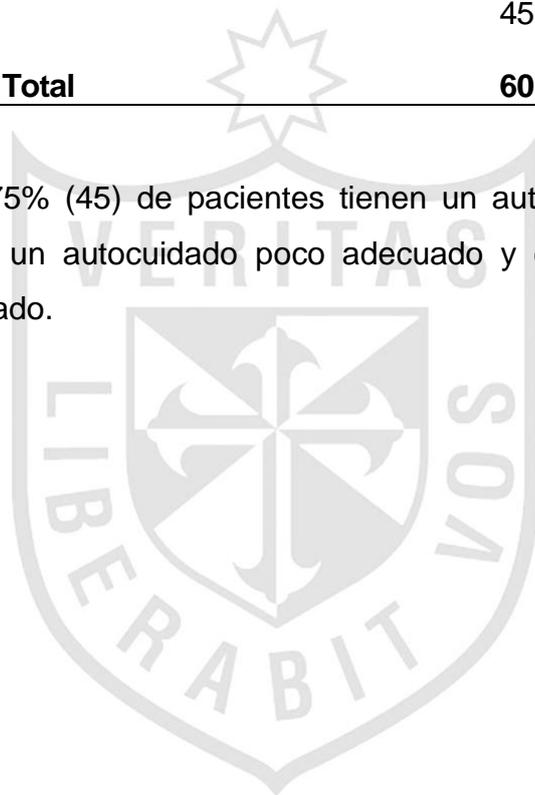 45
Total 60
75% (45) de pacientes tienen un aut
un autocuidado poco adecuado y
ado.
VERITAS
LIBERABIT VOS